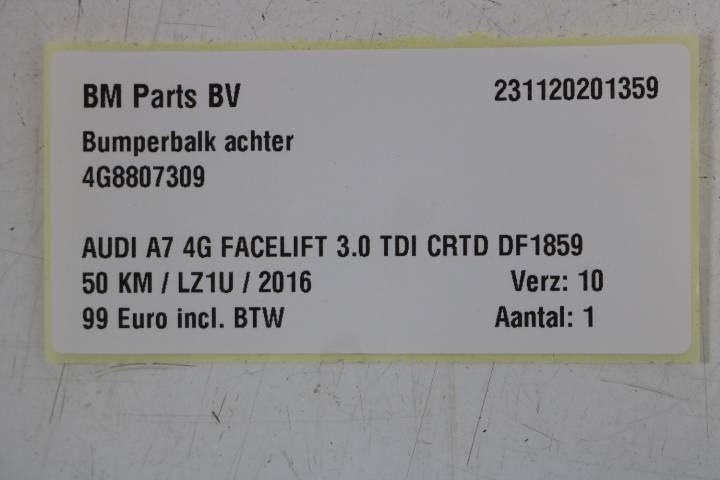 BM Parts BV 231120201359
Bumperbalk achter
4G8807309
AUDI A7 4G FACELIFT 3.0 TDI CRTD DF1859
50 KM / LZ1U / 2016 Verz: 10
99 Euro incl. BTW Aantal: 1